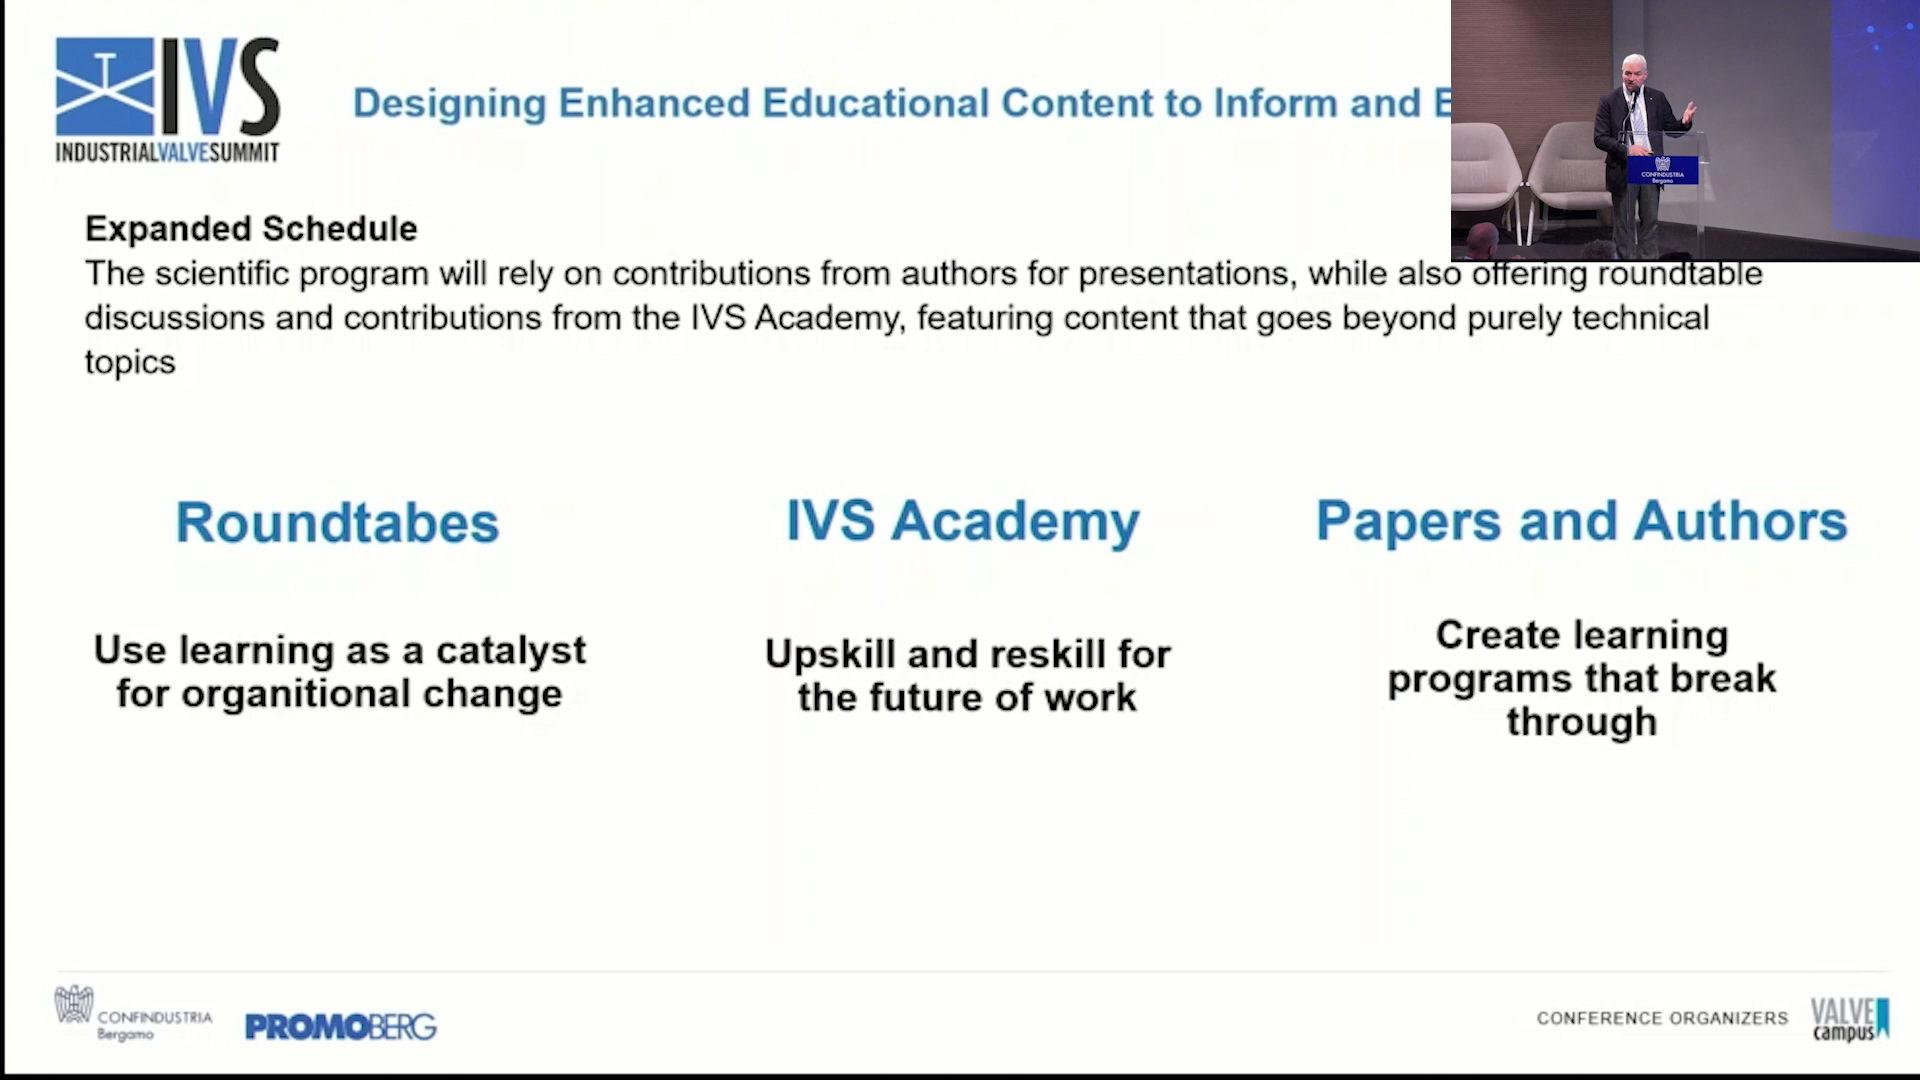 IVS
INDUSTRIALVALVESUMMIT
Designing Enhanced Educational Content to Inform and E
CONFINDUSTRIA
Bergamo
Expanded Schedule
The scientific program will rely on contributions from authors for presentations, while also offering roundtable
discussions and contributions from the IVS Academy, featuring content that goes beyond purely technical
topics
Roundtabes
Use learning as a catalyst
for organitional change
IVS Academy
Upskill and reskill for
the future of work
Papers and Authors
Create learning
programs that break
through
CONFINDUSTRIA
Bergamo
PROMOBERG
CONFERENCE ORGANIZERS
VALVE
campus